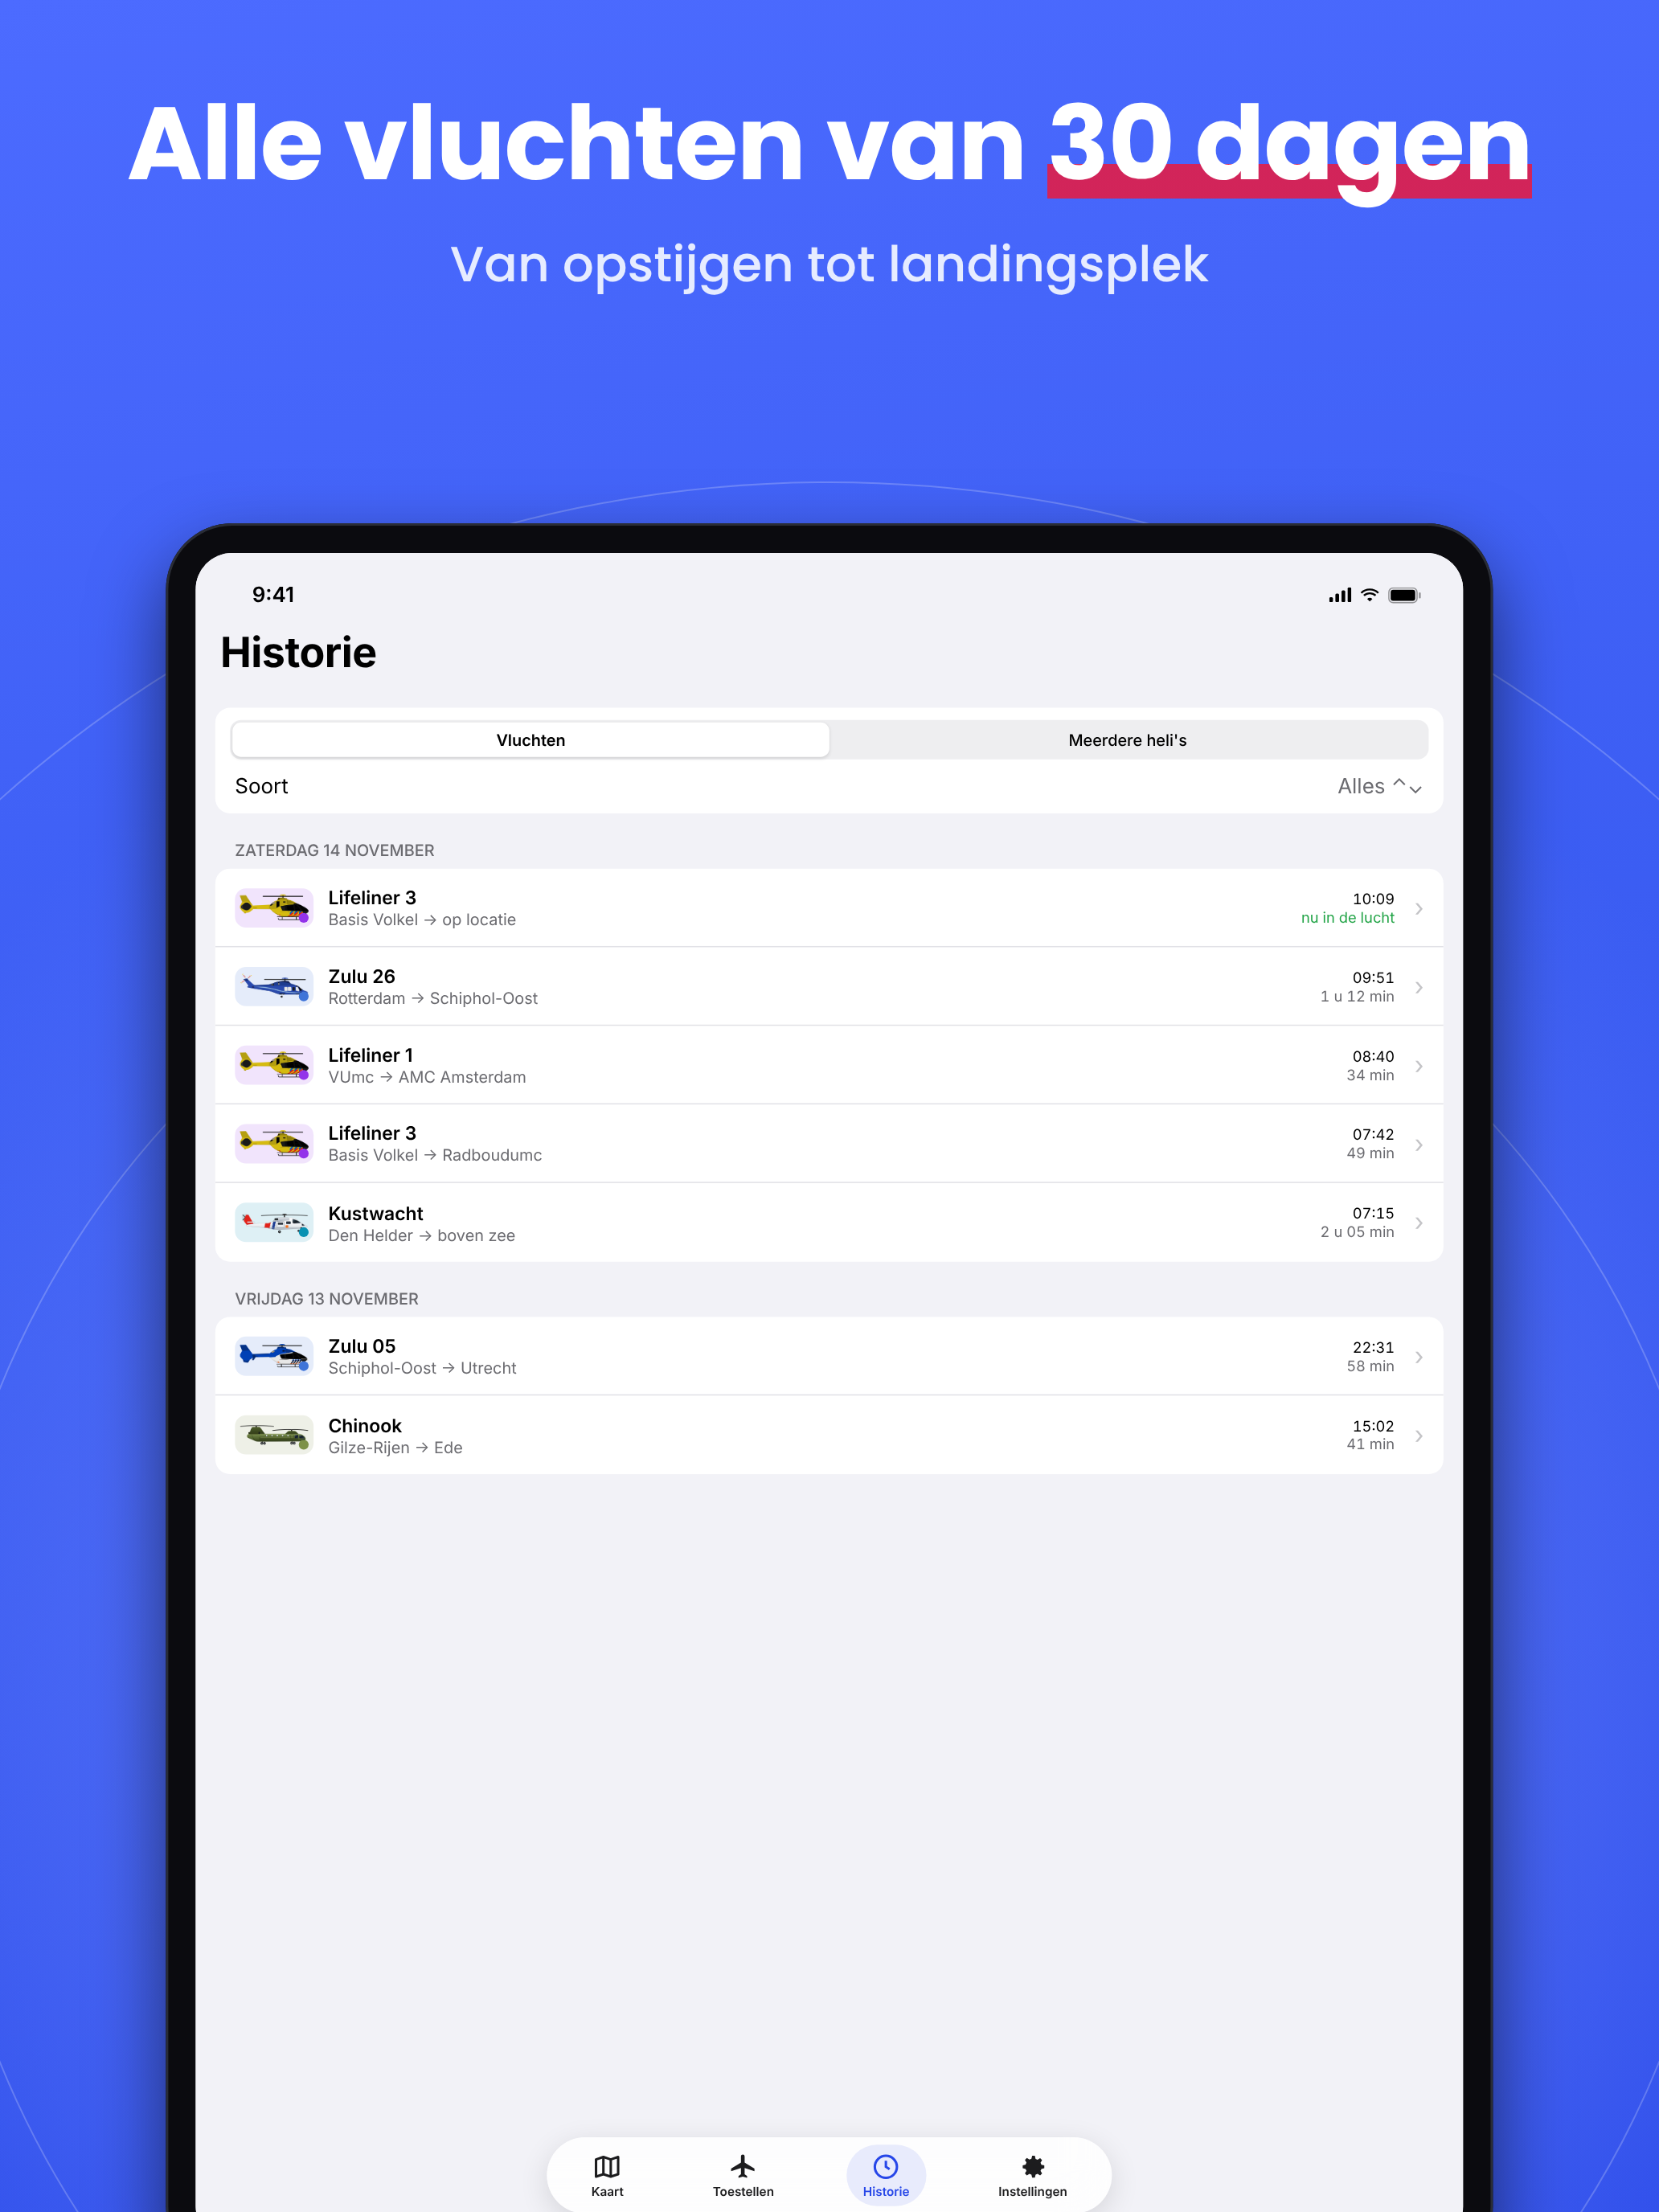 Alle vluchten van 30 dagen
Van opstijgen tot landingsplek
9:41
Historie
Vluchten
Meerdere heli's
Soort
Alles
ZATERDAG 14 NOVEMBER
Lifeliner 3
Basis Volkel → op locatie
10:09
nu in de lucht
Zulu 26
Rotterdam → Schiphol-Oost
09:51
1 u 12 min
Lifeliner 1
VUmc → AMC Amsterdam
08:40
34 min
Lifeliner 3
Basis Volkel → Radboudumc
07:42
49 min
Kustwacht
Den Helder → boven zee
07:15
2 u 05 min
VRIJDAG 13 NOVEMBER
Zulu 05
Schiphol-Oost → Utrecht
22:31
58 min
Chinook
Gilze-Rijen → Ede
15:02
41 min
Kaart
Toestellen
Historie
Instellingen